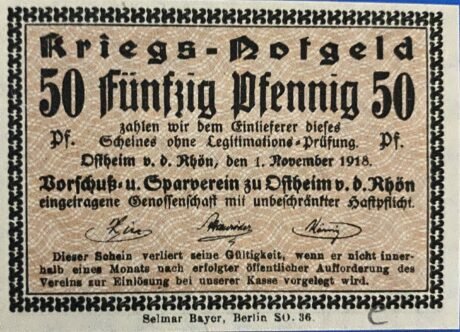 Kriegs-Notgeld
50 Fünfzig Pfennig 50
Pf. zahlen wir dem Einlieferer dieses Pf.
Scheines ohne Legitimations-Prüfung.
Ostheim v. d. Rhön, den 1. November 1918.
Vorschuß- u. Sparverein zu Ostheim v. d. Rhön
eingetragene Genossenschaft mit unbeschränkter Haftpflicht.
Dieser Schein verliert seine Gültigkeit, wenn er nicht inner-
halb eines Monats nach erfolgter öffentlicher Aufforderung des
Vereins zur Einlösung bei unserer Kasse vorgelegt wird.
Selmar Bayer, Berlin SO. 36.